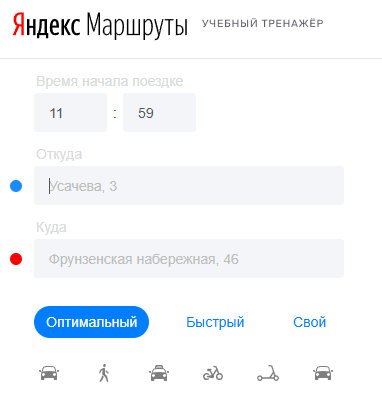 Яндекс Маршруты УЧЕБНЫЙ ТРЕНАЖЁР
Время начала поездке
11 : 59
Откуда
Усачева, 3
Куда
Фрунзенская набережная, 46
Оптимальный Быстрый Свой